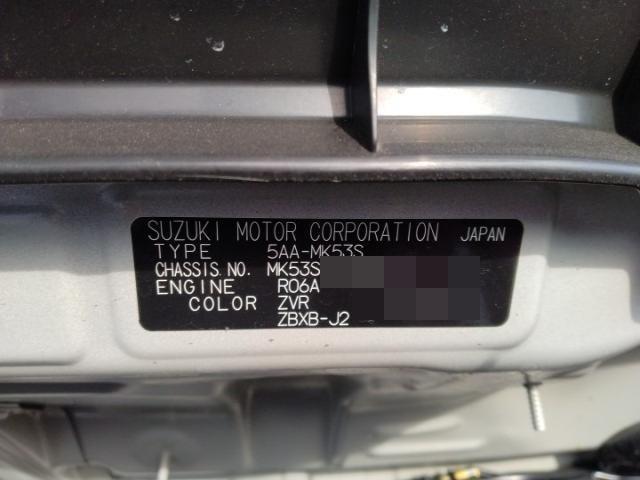 SUZUKI MOTOR CORPORATION JAPAN
TYPE 5AA-MK53S
CHASSIS NO. MK53S
ENGINE R06A
COLOR ZVR
ZBXB-J2